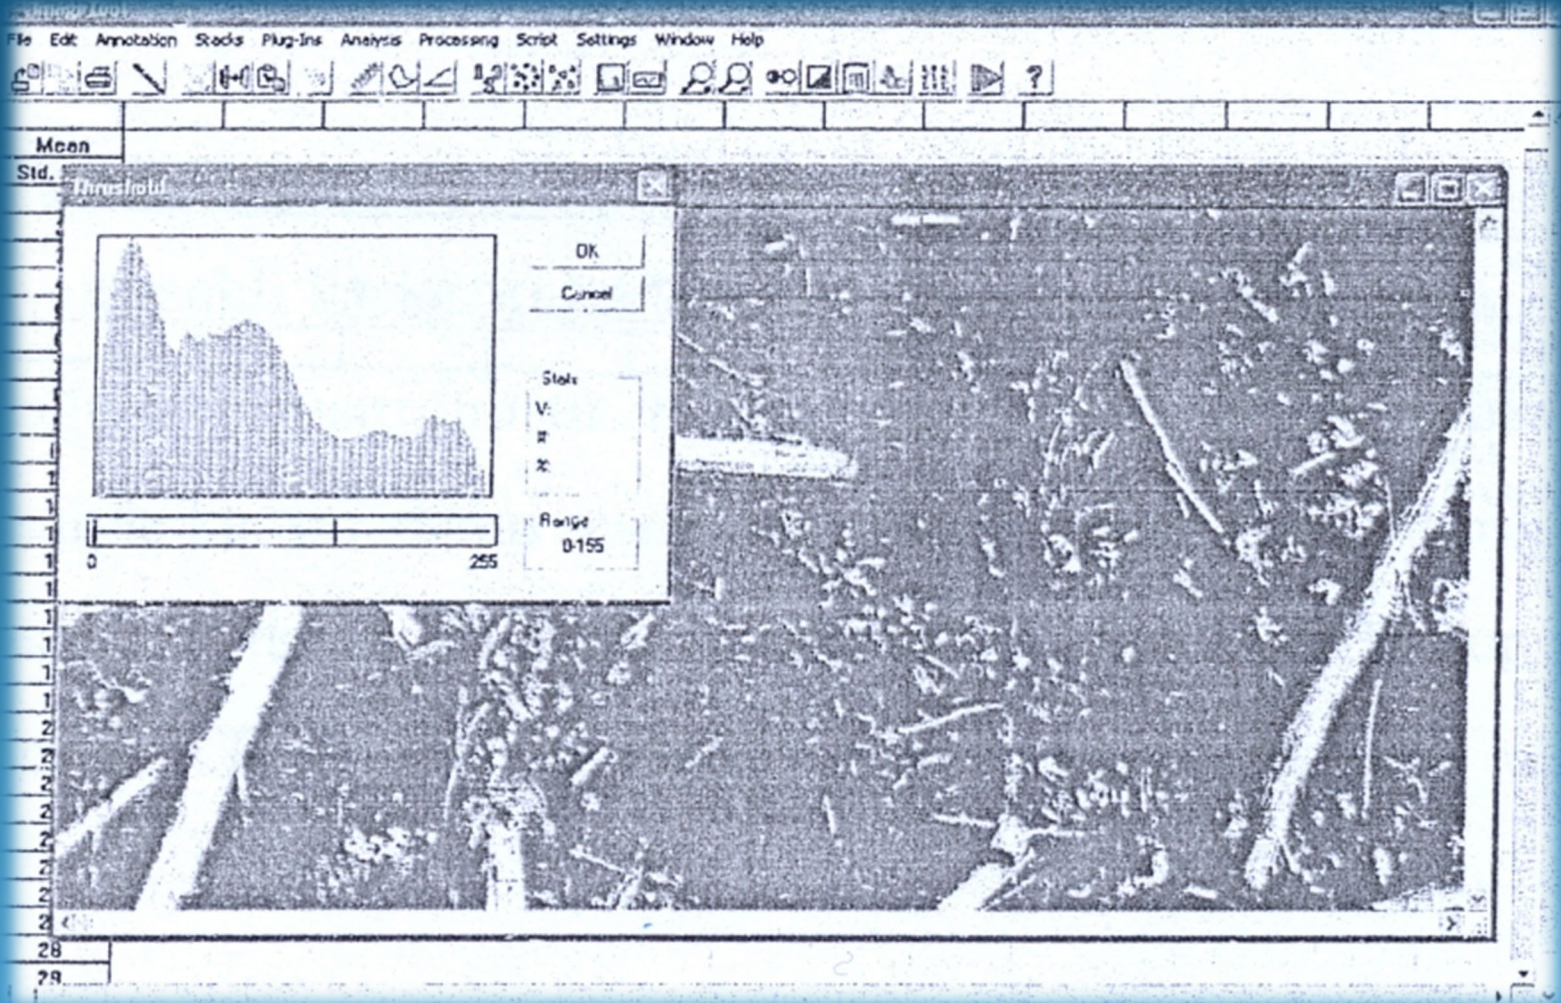 ImageTool
File Edit Annotation Stacks Plug-Ins Analysis Processing Script Settings Window Help
?
Mean
Std.
Threshold
OK
Cancel
Stats
V:
#:
%:
Range
0-155
0 255
28
29